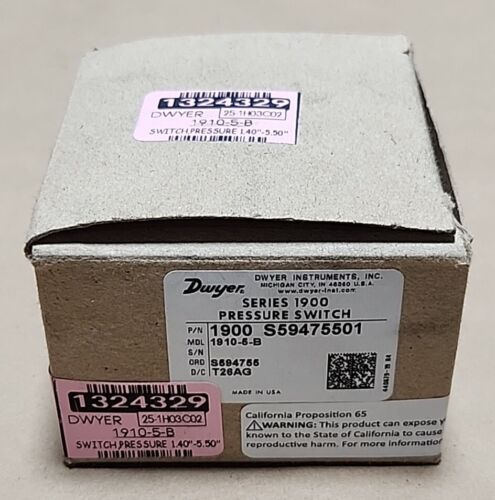 1324329
DWYER 25-1H03C02
1910-5-B
SWITCH,PRESSURE 1.40"-5.50"
Dwyer
DWYER INSTRUMENTS, INC.
MICHIGAN CITY, IN 46360 U.S.A.
www.dwyer-inst.com
SERIES 1900
PRESSURE SWITCH
P/N 1900 S59475501
MDL 1910-5-B
S/N
ORD S594755
D/C T26AG
MADE IN USA
440675-15 R4
1324329
DWYER 25-1H03C02
1910-5-B
SWITCH,PRESSURE 1.40"-5.50"
California Proposition 65
WARNING: This product can expose
known to the State of California to cause
reproductive harm. For more information